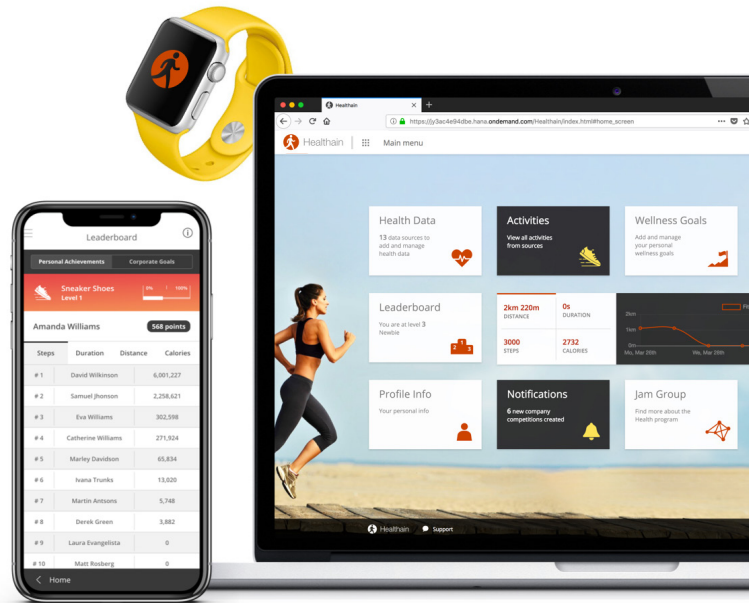 Leaderboard
Personal Achievements
Corporate Goals
Sneaker Shoes
Level 1
0%
100%
Amanda Williams
568 points
Steps Duration Distance Calories
# 1 David Wilkinson 6,001,227
# 2 Samuel Jhonson 2,258,621
# 3 Eva Williams 302,598
# 4 Catherine Williams 271,924
# 5 Marley Davidson 65,834
# 6 Ivana Trunks 13,020
# 7 Martin Antsons 5,748
# 8 Derek Green 3,882
# 9 Laura Evangelista 0
# 10 Matt Rosberg 0
Home
Healthain
https://jy3ac4e94dbe.hana.ondemand.com/Healthain/index.html#home_screen
Healthain
Main menu
Health Data
13 data sources to
add and manage
health data
Activities
View all activities
from sources
Wellness Goals
Add and manage
your personal
wellness goals
Leaderboard
You are at level 3
Newbie
2 1 3
2km 220m
DISTANCE
0s
DURATION
3000
STEPS
2732
CALORIES
2km
1km
0m
Mo, Mar 26th
We, Mar 28th
Profile Info
Your personal info
Notifications
6 new company
competitions created
Jam Group
Find more about the
Health program
Healthain
Support